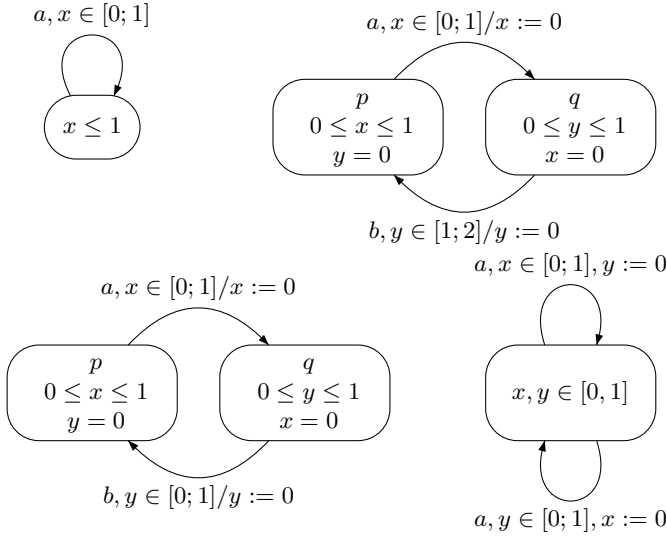 a, x ∈ [0; 1]
x ≤ 1
a, x ∈ [0; 1]/x := 0
p
0 ≤ x ≤ 1
y = 0
q
0 ≤ y ≤ 1
x = 0
b, y ∈ [1; 2]/y := 0
a, x ∈ [0; 1]/x := 0
p
0 ≤ x ≤ 1
y = 0
q
0 ≤ y ≤ 1
x = 0
b, y ∈ [0; 1]/y := 0
a, x ∈ [0; 1], y := 0
x, y ∈ [0, 1]
a, y ∈ [0; 1], x := 0